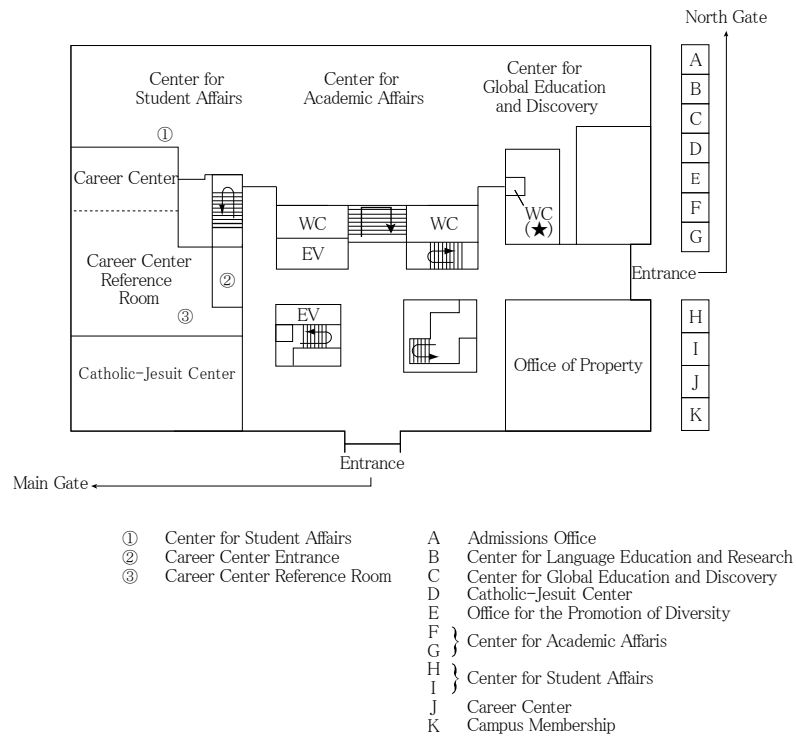 North Gate
Center for
Student Affairs
Center for
Academic Affairs
Center for
Global Education
and Discovery
A
B
C
D
E
F
G
①
Career Center
WC
WC
WC
(★)
EV
Career Center
Reference
Room
②
③
Entrance
EV
H
I
J
K
Catholic-Jesuit Center
Office of Property
Entrance
Main Gate
① Center for Student Affairs
② Career Center Entrance
③ Career Center Reference Room
A Admissions Office
B Center for Language Education and Research
C Center for Global Education and Discovery
D Catholic-Jesuit Center
E Office for the Promotion of Diversity
F
G } Center for Academic Affaris
H
I } Center for Student Affairs
J Career Center
K Campus Membership